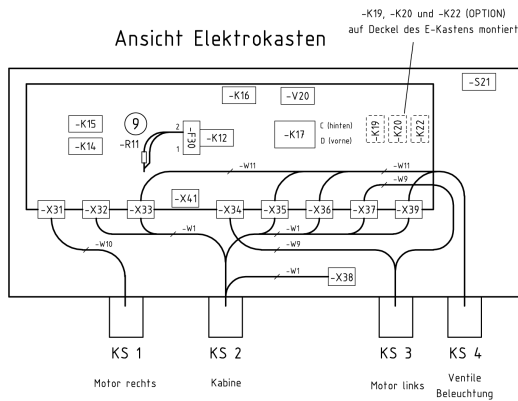 -K19, -K20 und -K22 (OPTION)
auf Deckel des E-Kastens montiert
Ansicht Elektrokasten
-S21
-K16
-V20
-K15
9
-K14
-R11
2
1
-F30
-K12
-K17
C (hinten)
D (vorne)
-K19
-K20
-K22
-W11
-W11
-W9
-X41
-X31
-X32
-X33
-X34
-X35
-X36
-X37
-X39
-W1
-W1
-W10
-W9
-W1
-X38
KS 1
KS 2
KS 3
KS 4
Motor rechts
Kabine
Motor links
Ventile
Beleuchtung